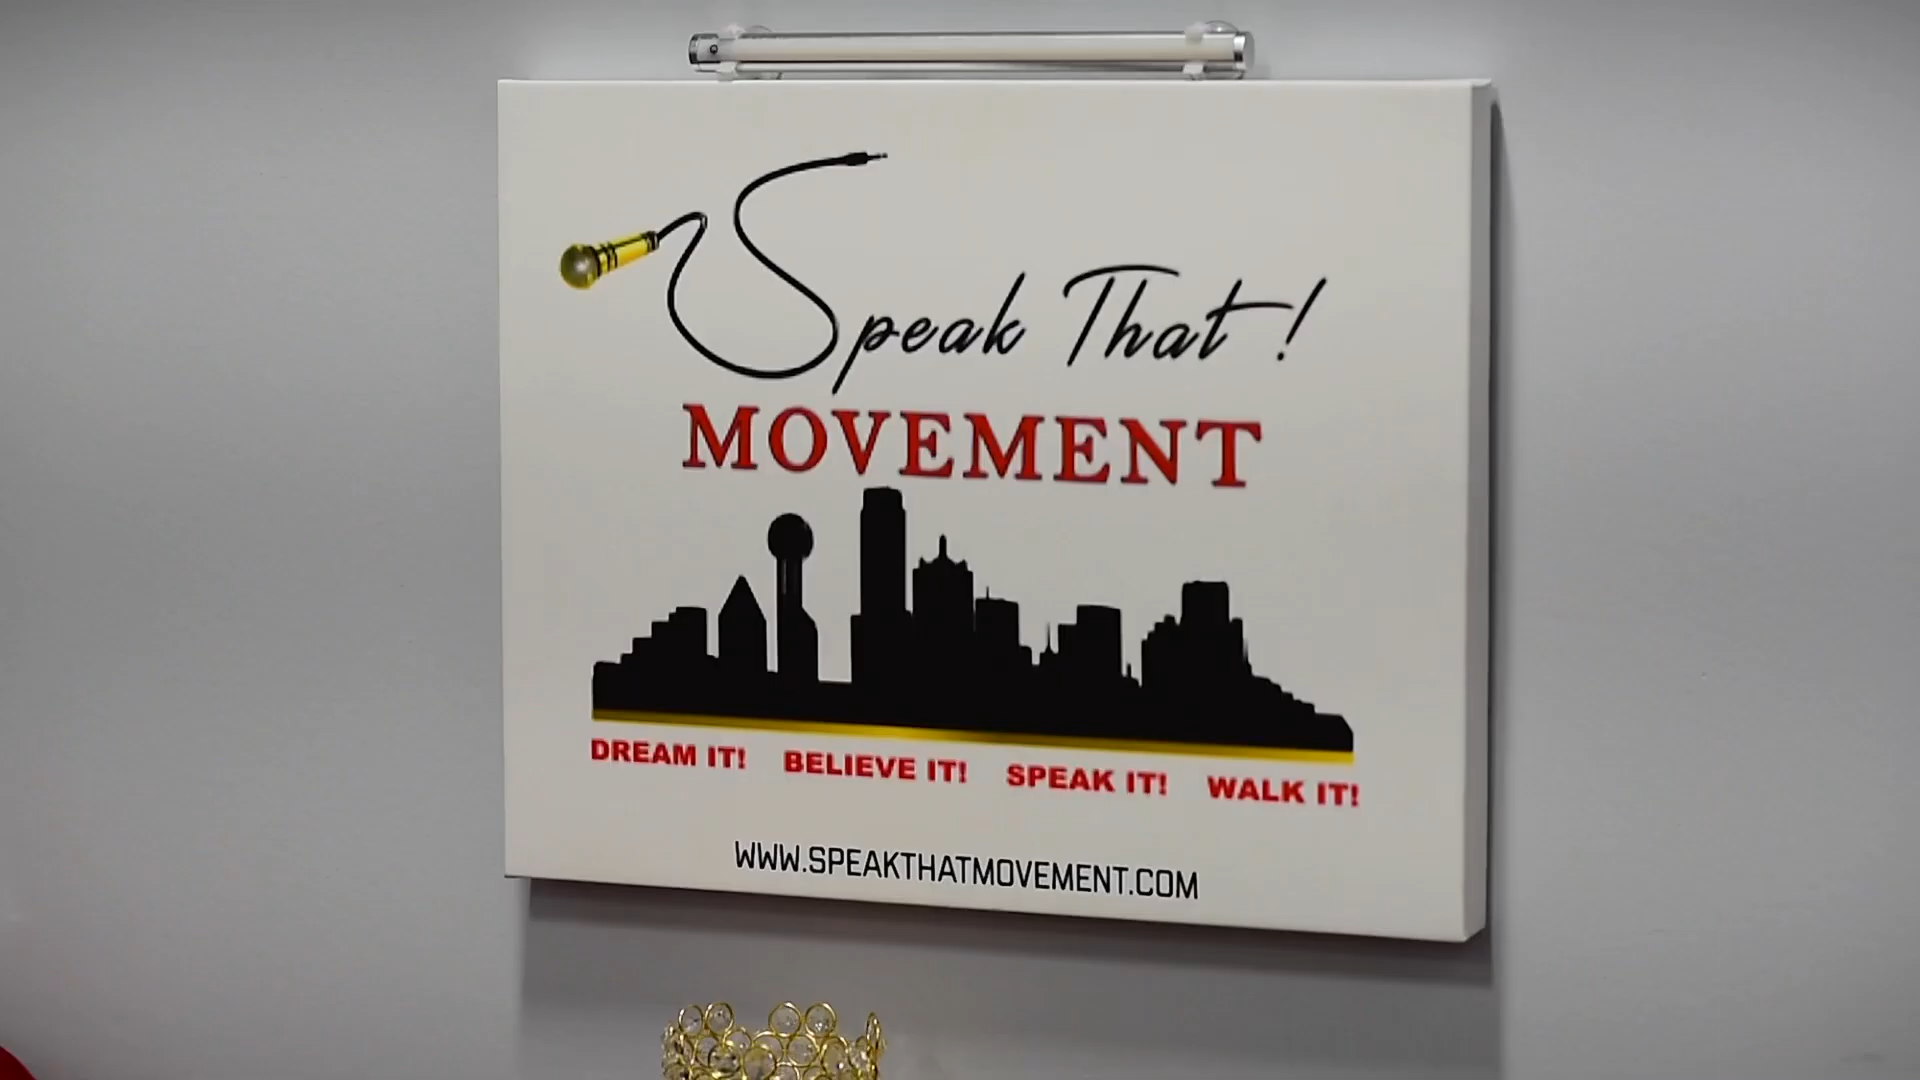 Speak That!
MOVEMENT
DREAM IT! BELIEVE IT! SPEAK IT! WALK IT!
WWW.SPEAKTHATMOVEMENT.COM